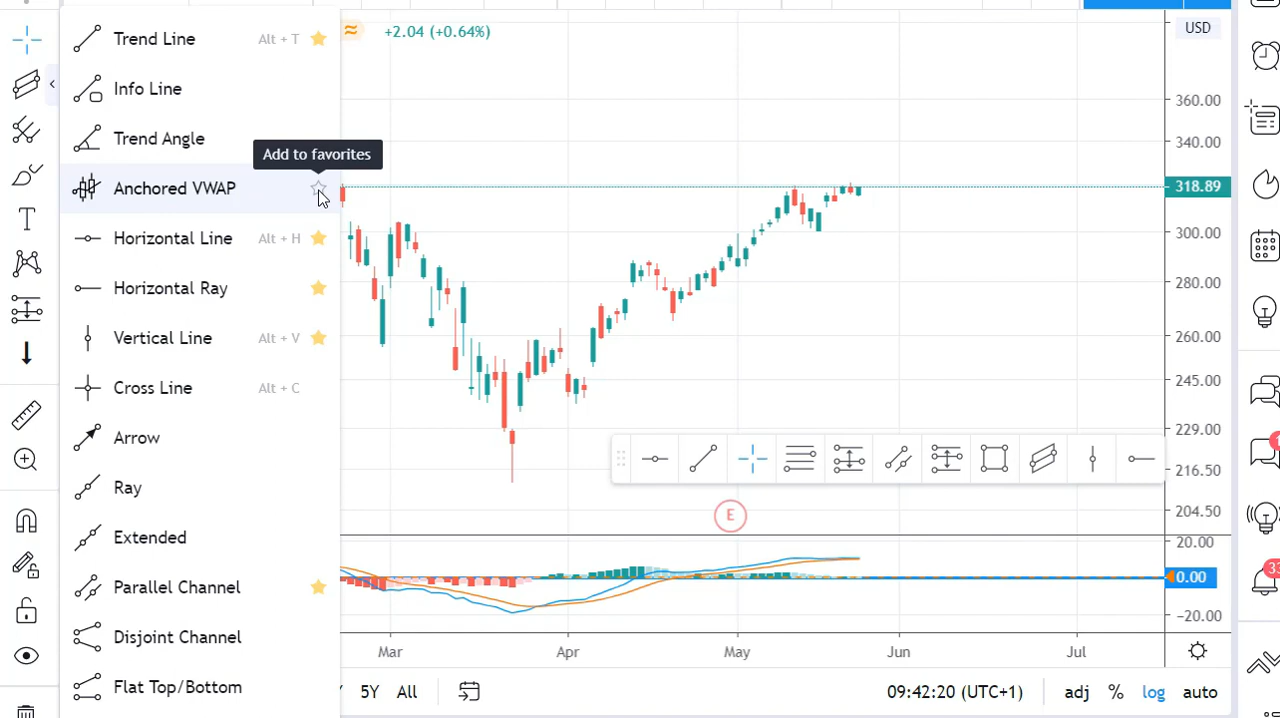 Trend Line Alt + T
+2.04 (+0.64%)
USD
Info Line
360.00
Trend Angle
340.00
Add to favorites
Anchored VWAP
318.89
Horizontal Line Alt + H
300.00
Horizontal Ray
280.00
Vertical Line Alt + V
260.00
Cross Line Alt + C
245.00
Arrow
229.00
Ray
216.50
204.50
E
Extended
20.00
0.00
Parallel Channel
−20.00
Disjoint Channel
Mar Apr May Jun Jul
Flat Top/Bottom
5Y All 09:42:20 (UTC+1) adj % log auto